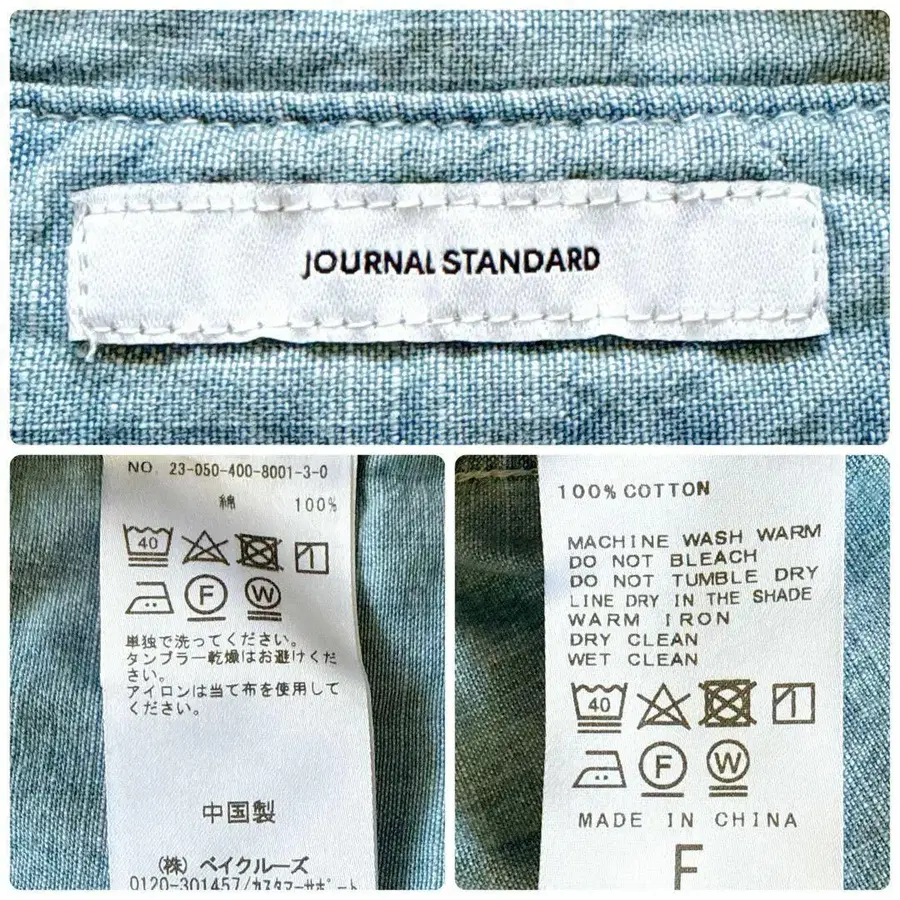 JOURNAL STANDARD
NO. 23-050-400-8001-3-0
綿 100%
40
F
W
単独で洗ってください。
タンブラー乾燥はお避けくだ
さい。
アイロンは当て布を使用して
ください。
中国製
(株) ベイクルーズ
0120-301457/カスタマーサポート
100% COTTON
MACHINE WASH WARM
DO NOT BLEACH
DO NOT TUMBLE DRY
LINE DRY IN THE SHADE
WARM IRON
DRY CLEAN
WET CLEAN
40
F
W
MADE IN CHINA
F